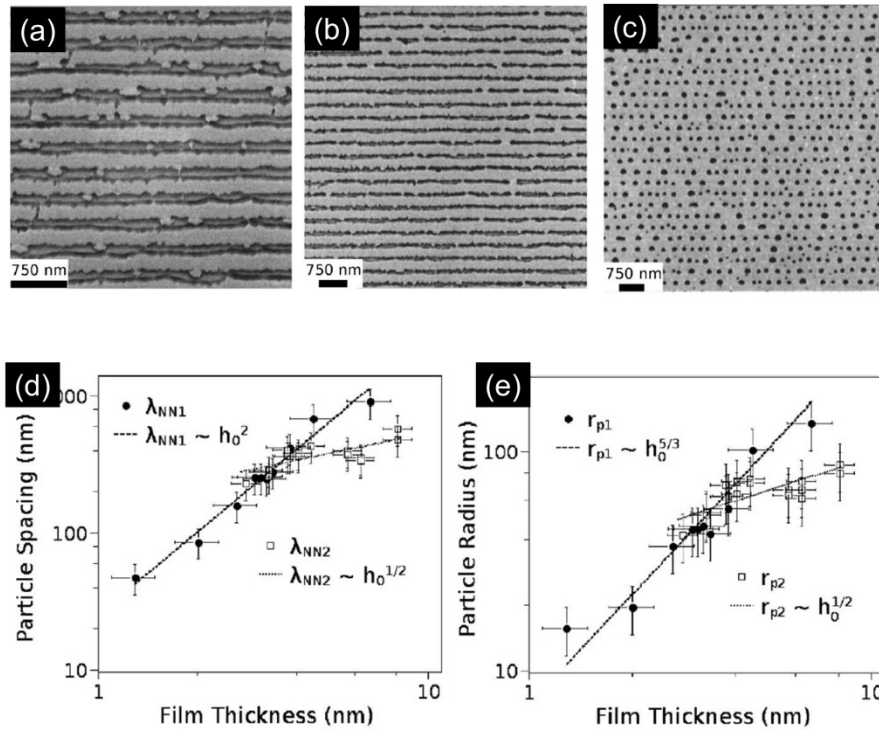 (a)
750 nm
(b)
750 nm
(c)
750 nm
(d)
000
100
10
1
10
Particle Spacing (nm)
Film Thickness (nm)
λNN1
λNN1 ~ h0^2
λNN2
λNN2 ~ h0^1/2
(e)
100
10
1
10
Particle Radius (nm)
Film Thickness (nm)
rp1
rp1 ~ h0^5/3
rp2
rp2 ~ h0^1/2